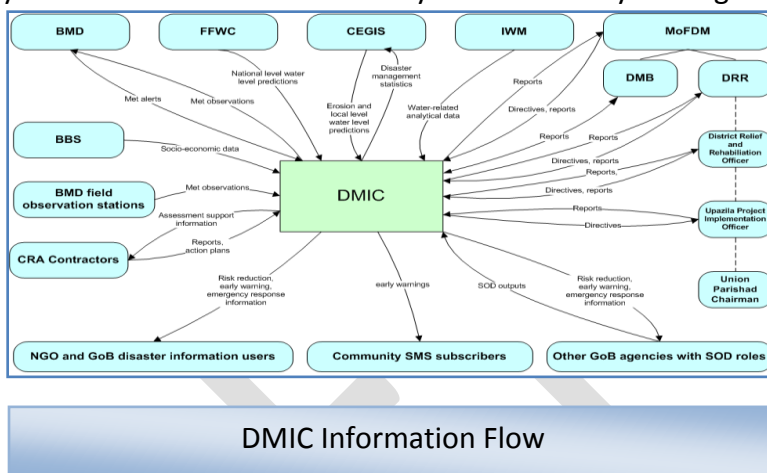 BMD
FFWC
CEGIS
IWM
MoFDM
DMB
DRR
National level water
level predictions
Disaster
management
statistics
Reports
Met alerts
Met observations
Erosion and
local level
water level
predictions
Water-related
analytical data
Directives, reports
BBS
Socio-economic data
Reports
Reports
Directives, reports
District Relief
and
Rehabiliation
Officer
BMD field
observation stations
Met observations
DMIC
Reports,
Directives, reports
Assessment support
information
Reports
Directives
Upazila Project
Implementation
Officer
CRA Contractors
Reports,
action plans
Union
Parishad
Chairman
Risk reduction,
early warning,
emergency response
information
early warnings
SOD outputs
Risk reduction,
early warning,
emergency response
information
NGO and GoB disaster information users
Community SMS subscribers
Other GoB agencies with SOD roles
DMIC Information Flow